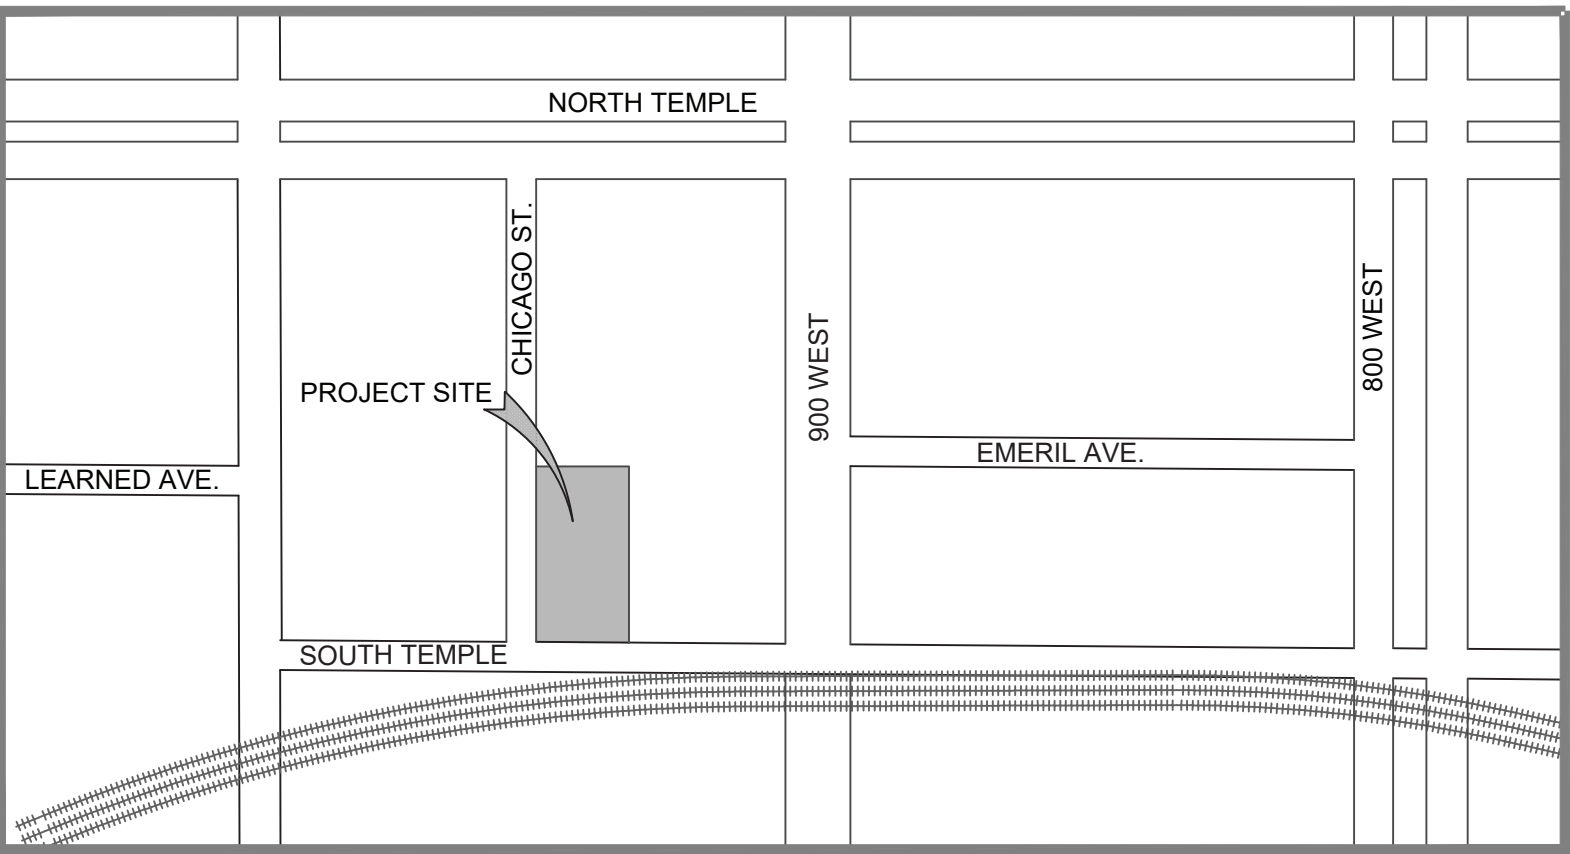 NORTH TEMPLE
CHICAGO ST.
800 WEST
900 WEST
PROJECT SITE
EMERIL AVE.
LEARNED AVE.
SOUTH TEMPLE